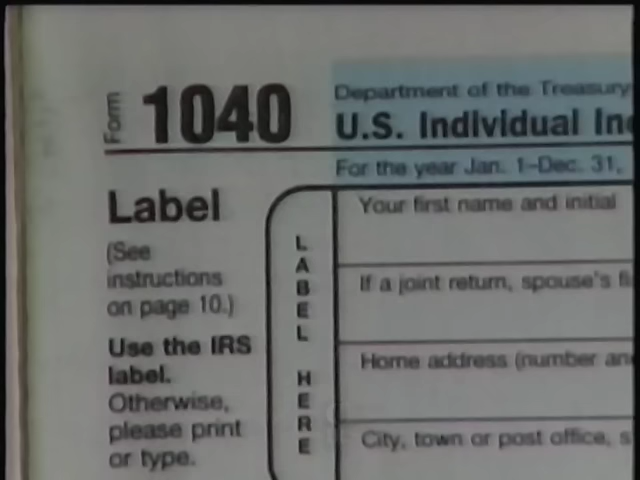 Form 1040
Department of the Treasury
U.S. Individual
For the year Jan. 1–Dec. 31,
Label
(See
instructions
on page 10.)
Use the IRS
label.
Otherwise,
please print
or type.
LABEL HERE
Your first name and initial
If a joint return, spouse's
Home address (number
City, town or post office,